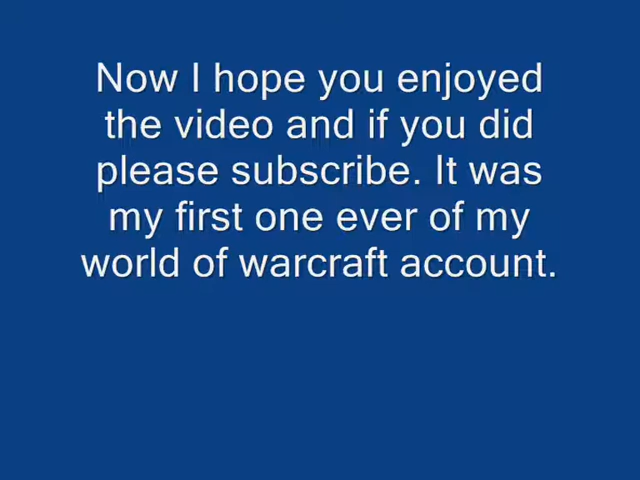 Now I hope you enjoyed
the video and if you did
please subscribe. It was
my first one ever of my
world of warcraft account.